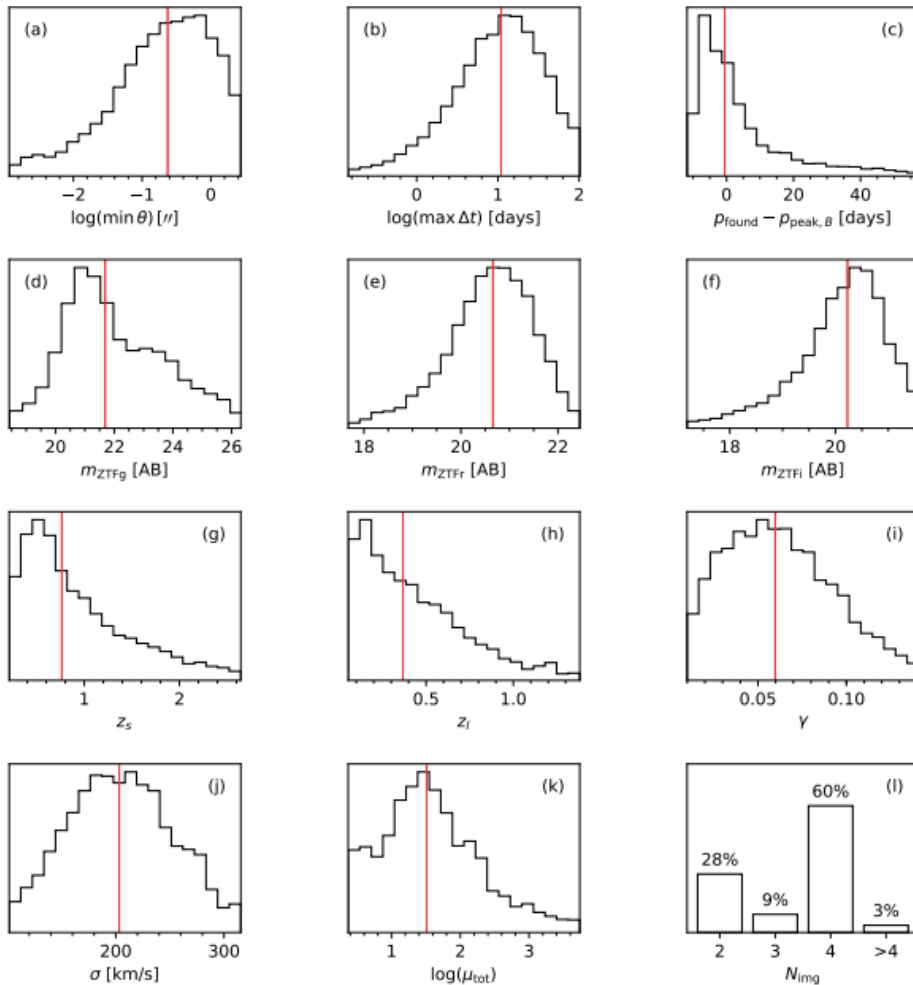 (a) (b) (c)
−2 −1 0 0 1 2 0 20 40
log(min θ) [″] log(max Δt) [days] p_found − p_peak, B [days]
(d) (e) (f)
20 22 24 26 18 20 22 18 20
m_ZTFg [AB] m_ZTFr [AB] m_ZTFi [AB]
(g) (h) (i)
1 2 0.5 1.0 0.05 0.10
z_s z_l γ
(j) (k) (l)
28% 9% 60% 3%
200 300 1 2 3 2 3 4 >4
σ [km/s] log(μ_tot) N_img